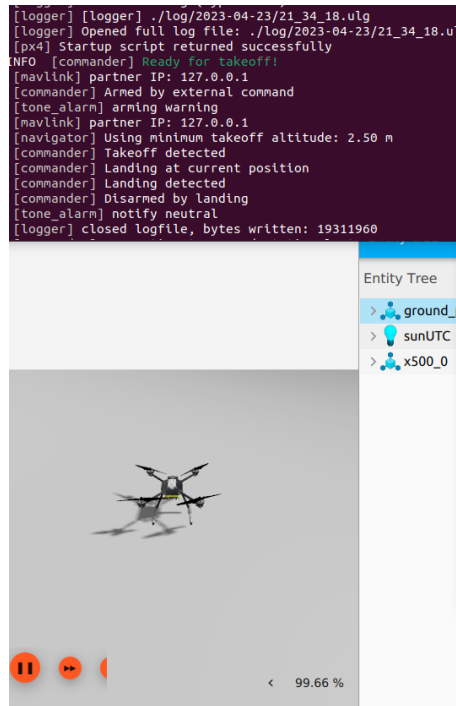 [logger] [logger] ./log/2023-04-23/21_34_18.ulg
[logger] Opened full log file: ./log/2023-04-23/21_34_18.ul
[px4] Startup script returned successfully
INFO [commander] Ready for takeoff!
[mavlink] partner IP: 127.0.0.1
[commander] Armed by external command
[tone_alarm] arming warning
[mavlink] partner IP: 127.0.0.1
[navigator] Using minimum takeoff altitude: 2.50 m
[commander] Takeoff detected
[commander] Landing at current position
[commander] Landing detected
[commander] Disarmed by landing
[tone_alarm] notify neutral
[logger] closed logfile, bytes written: 19311960
Entity Tree
ground_
sunUTC
x500_0
99.66 %